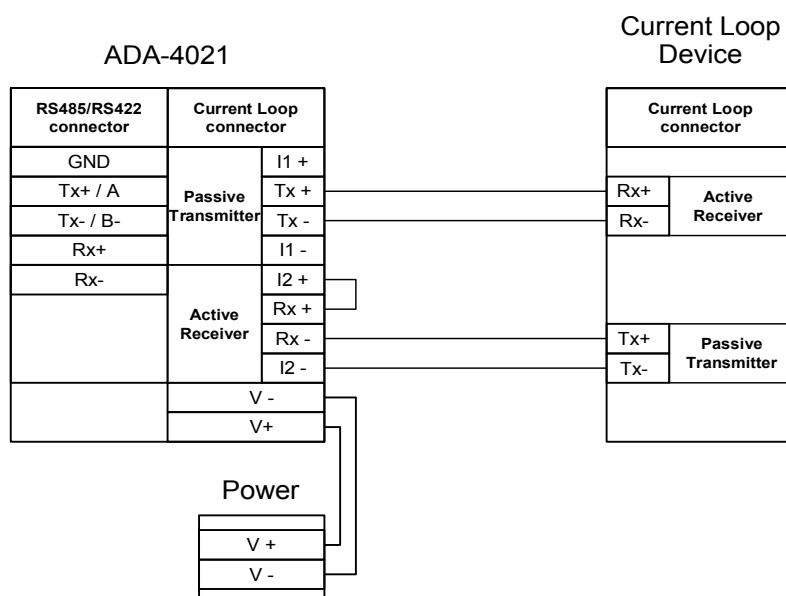 ADA-4021
Current Loop
Device
RS485/RS422
connector
Current Loop
connector
GND
Tx+ / A
Tx- / B-
Rx+
Rx-
Passive
Transmitter
I1 +
Tx +
Tx -
I1 -
Active
Receiver
I2 +
Rx +
Rx -
I2 -
V -
V+
Current Loop
connector
Rx+
Rx-
Active
Receiver
Tx+
Tx-
Passive
Transmitter
Power
V +
V -